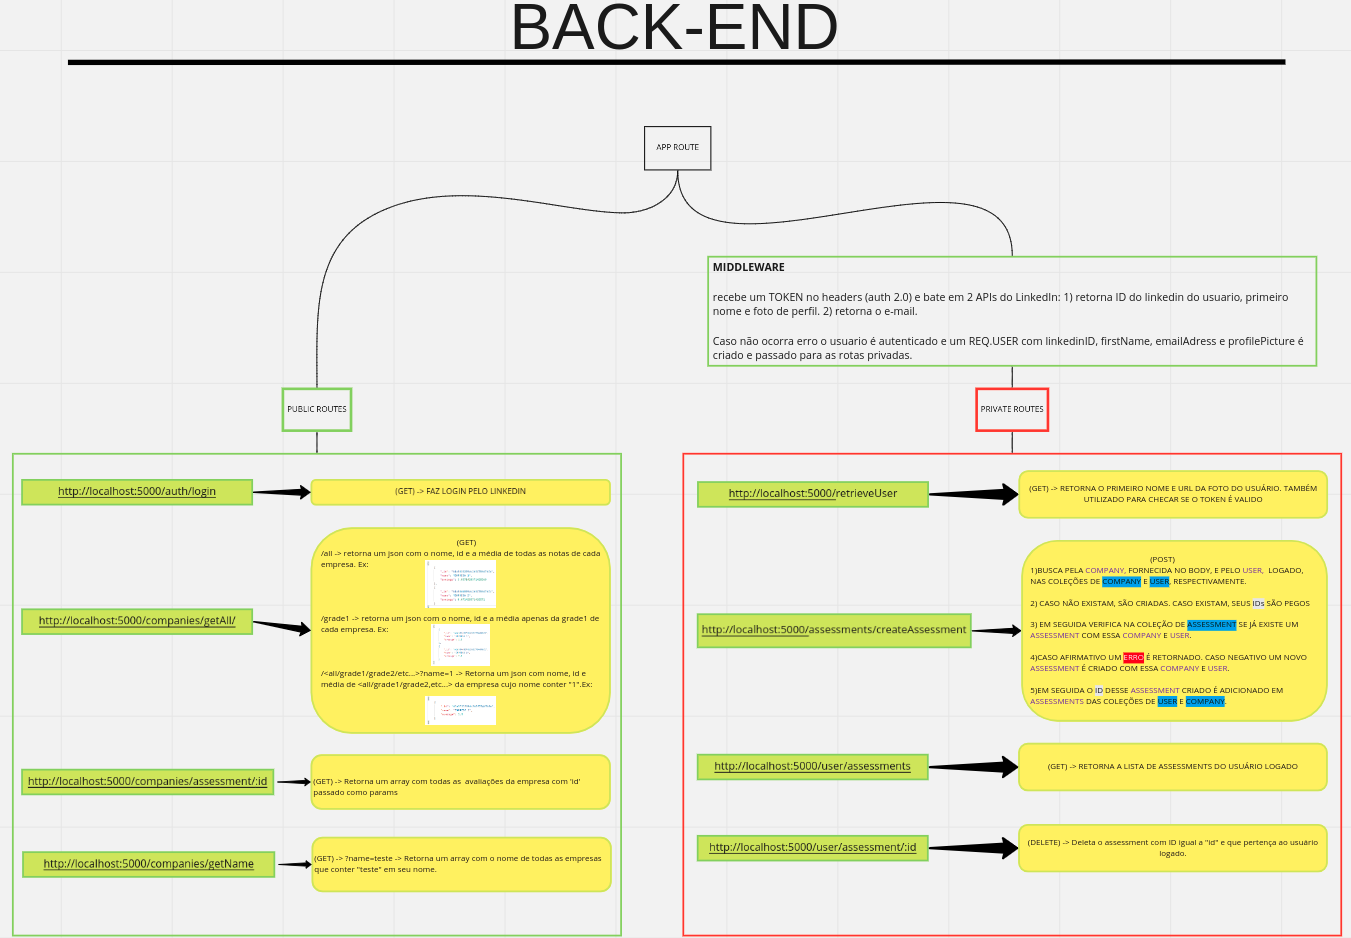 BACK-END
APP ROUTE
MIDDLEWARE
recebe um TOKEN no headers (auth 2.0) e bate em 2 APIs do LinkedIn: 1) retorna ID do linkedin do usuario, primeiro
nome e foto de perfil. 2) retorna o e-mail.
Caso não ocorra erro o usuario é autenticado e um REQ.USER com linkedinID, firstName, emailAdress e profilePicture é
criado e passado para as rotas privadas.
PUBLIC ROUTES
http://localhost:5000/auth/login
(GET) -> FAZ LOGIN PELO LINKEDIN
http://localhost:5000/companies/getAll/
(GET)
/all -> retorna um json com o nome, id e a média de todas as notas de cada
empresa. Ex:
/grade1 -> retorna um json com o nome, id e a média apenas da grade1 de
cada empresa. Ex:
/<all/grade1/grade2/etc...>?name=1 -> Retorna um json com nome, id e
média de <all/grade1/grade2,etc...> da empresa cujo nome conter "1".Ex:
http://localhost:5000/companies/assessment/:id
(GET) -> Retorna um array com todas as avaliações da empresa com 'id'
passado como params
http://localhost:5000/companies/getName
(GET) -> ?name=teste -> Retorna um array com o nome de todas as empresas
que conter "teste" em seu nome.
PRIVATE ROUTES
http://localhost:5000/retrieveUser
(GET) -> RETORNA O PRIMEIRO NOME E URL DA FOTO DO USUÁRIO. TAMBÉM
UTILIZADO PARA CHECAR SE O TOKEN É VALIDO
http://localhost:5000/assessments/createAssessment
(POST)
1)BUSCA PELA COMPANY, FORNECIDA NO BODY, E PELO USER, LOGADO,
NAS COLEÇÕES DE COMPANY E USER, RESPECTIVAMENTE.
2) CASO NÃO EXISTAM, SÃO CRIADAS. CASO EXISTAM, SEUS IDs SÃO PEGOS
3) EM SEGUIDA VERIFICA NA COLEÇÃO DE ASSESSMENT SE JÁ EXISTE UM
ASSESSMENT COM ESSA COMPANY E USER.
4)CASO AFIRMATIVO UM ERRO É RETORNADO. CASO NEGATIVO UM NOVO
ASSESSMENT É CRIADO COM ESSA COMPANY E USER.
5)EM SEGUIDA O ID DESSE ASSESSMENT CRIADO É ADICIONADO EM
ASSESSMENTS DAS COLEÇÕES DE USER E COMPANY.
http://localhost:5000/user/assessments
(GET) -> RETORNA A LISTA DE ASSESSMENTS DO USUÁRIO LOGADO
http://localhost:5000/user/assessment/:id
(DELETE) -> Deleta o assessment com ID igual a "id" e que pertença ao usuário
logado.